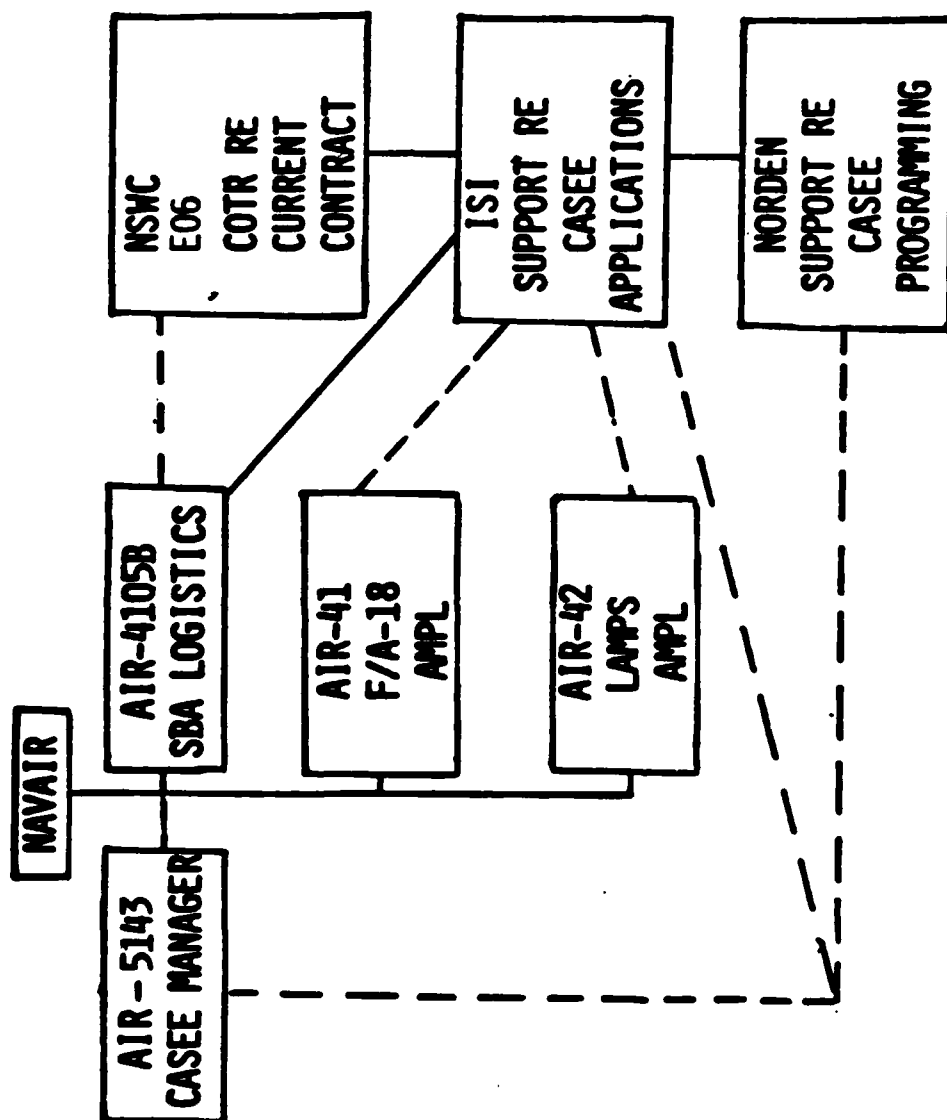 NAVAIR
AIR-5143
CASEE MANAGER
AIR-4105B
SBA LOGISTICS
NSWC
E06
COTR RE
CURRENT
CONTRACT
AIR-41
F/A-18
AMPL
ISI
SUPPORT RE
CASEE
APPLICATIONS
AIR-42
LAMPS
AMPL
NORDEN
SUPPORT RE
CASEE
PROGRAMMING